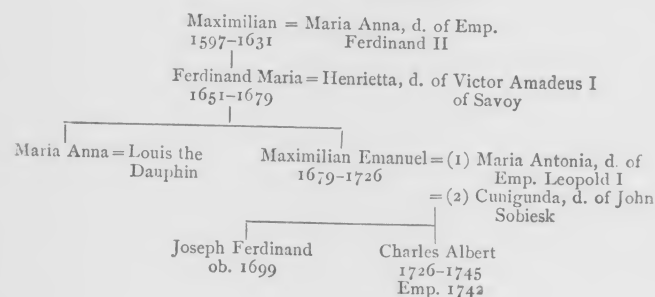 Maximilian = Maria Anna, d. of Emp.
1597–1631 Ferdinand II
Ferdinand Maria = Henrietta, d. of Victor Amadeus I
1651–1679 of Savoy
Maria Anna = Louis the
Dauphin
Maximilian Emanuel = (1) Maria Antonia, d. of
1679–1726 Emp. Leopold I
= (2) Cunigunda, d. of John
Sobiesk
Joseph Ferdinand
ob. 1699
Charles Albert
1726–1745
Emp. 1742